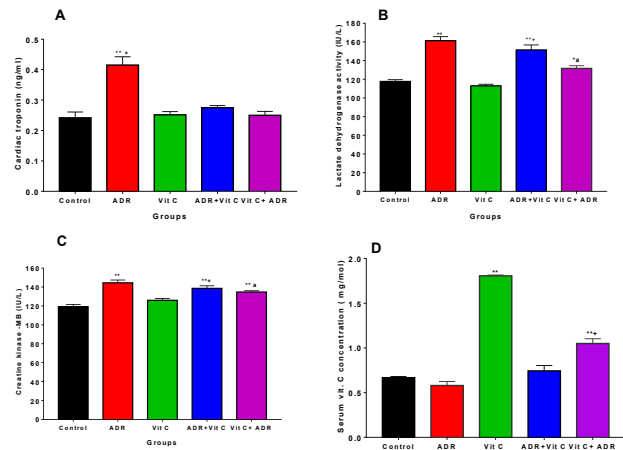 A
Cardiac troponin (ng/ml)
0.5
0.4
0.3
0.2
0.1
0.0
** +
Control ADR Vit C ADR+Vit C Vit C+ ADR
Groups
B
Lactate dehydrogenase activity (IU/L)
180
160
140
120
100
80
60
40
20
0
**
**+
*a
Control ADR Vit C ADR+Vit C Vit C+ ADR
Groups
C
Creatine kinase -MB (IU/L)
160
140
120
100
80
60
40
20
0
**
**+
** a
Control ADR Vit C ADR+Vit C Vit C+ ADR
Groups
D
Serum vit. C concentration ( mg/mol)
2.0
1.5
1.0
0.5
0.0
**
**+
Control ADR Vit C ADR+Vit C Vit C+ ADR